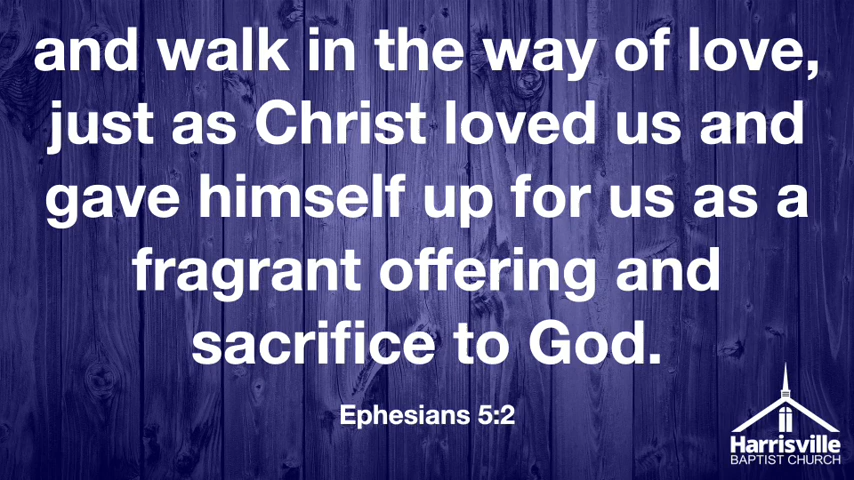 and walk in the way of love,
just as Christ loved us and
gave himself up for us as a
fragrant offering and
sacrifice to God.
Ephesians 5:2
Harrisville
BAPTIST CHURCH